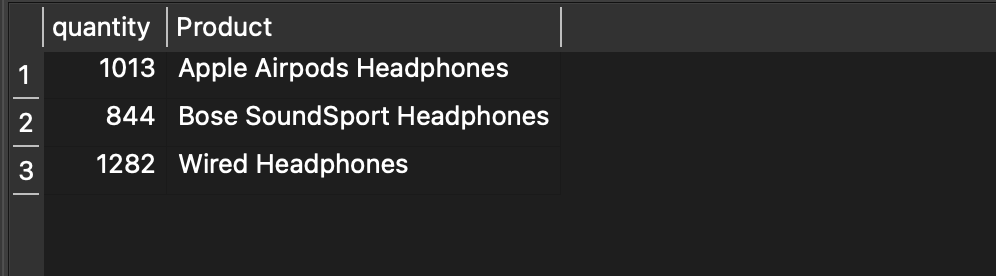 quantity Product
1 1013 Apple Airpods Headphones
2 844 Bose SoundSport Headphones
3 1282 Wired Headphones